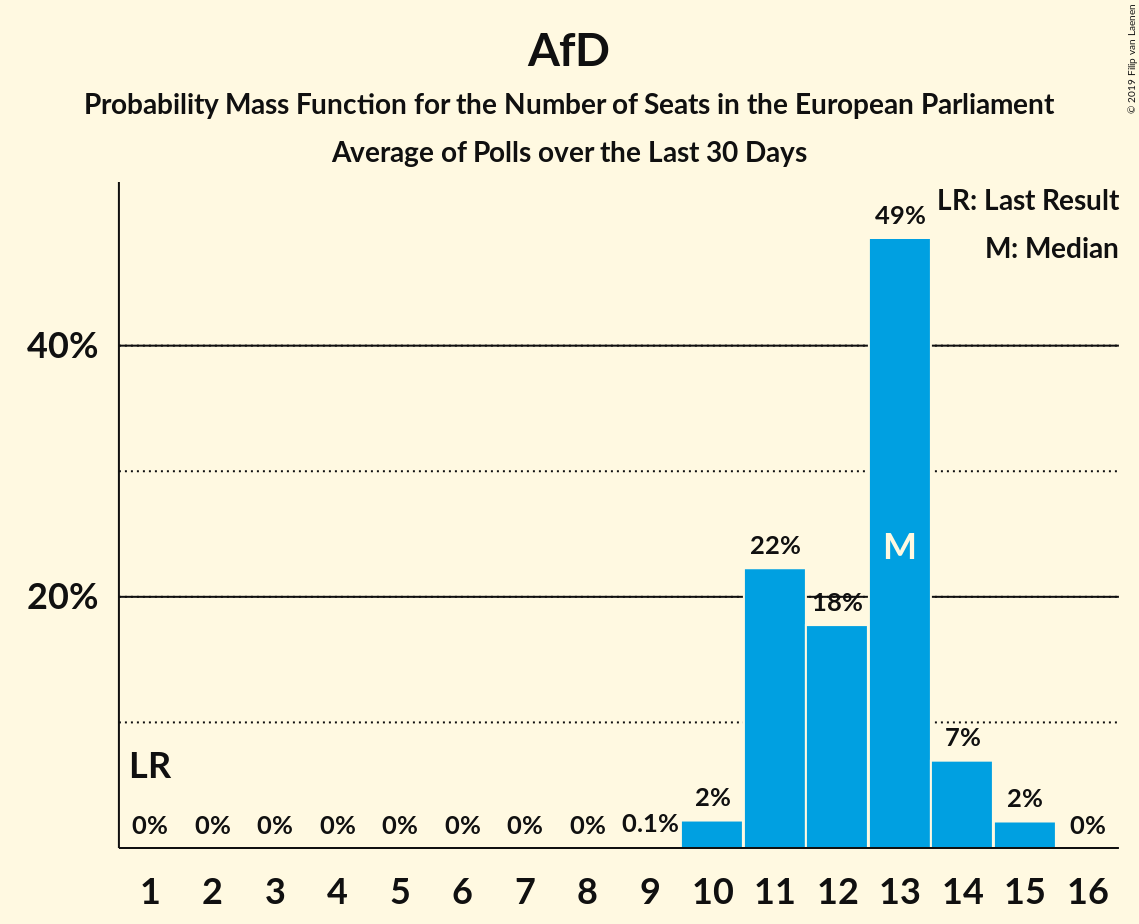 AfD
Probability Mass Function for the Number of Seats in the European Parliament
Average of Polls over the Last 30 Days
© 2019 Filip van Laenen
LR: Last Result
M: Median
49%
40%
22%
M
20%
18%
7%
LR
2%
2%
0% 0% 0% 0% 0% 0% 0% 0% 0.1% 0%
1 2 3 4 5 6 7 8 9 10 11 12 13 14 15 16